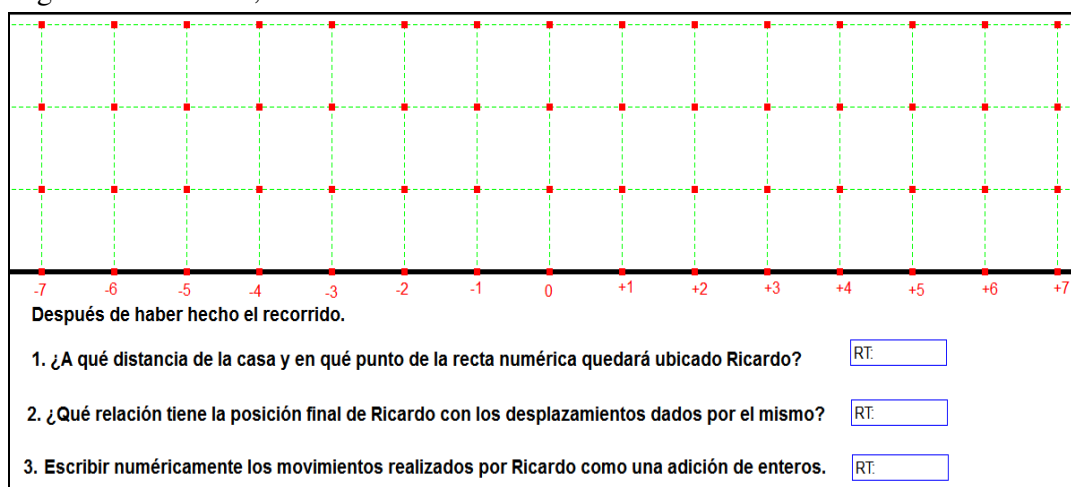 -7 -6 -5 -4 -3 -2 -1 0 +1 +2 +3 +4 +5 +6 +7
Después de haber hecho el recorrido.
1. ¿A qué distancia de la casa y en qué punto de la recta numérica quedará ubicado Ricardo? RT:
2. ¿Qué relación tiene la posición final de Ricardo con los desplazamientos dados por el mismo? RT:
3. Escribir numéricamente los movimientos realizados por Ricardo como una adición de enteros. RT: